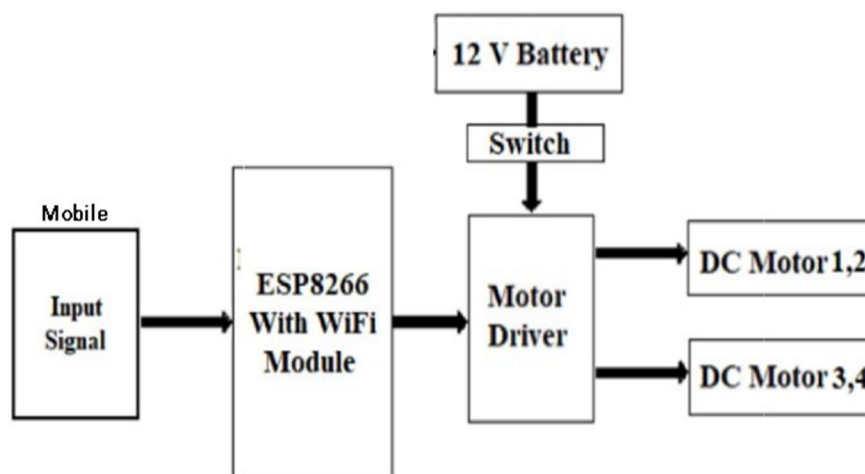 12 V Battery
Switch
Mobile
Input
Signal
ESP8266
With WiFi
Module
Motor
Driver
DC Motor 1,2
DC Motor 3,4